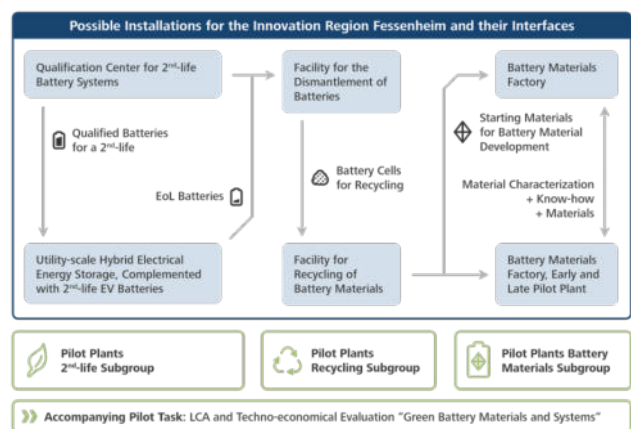 Possible Installations for the Innovation Region Fessenheim and their Interfaces
Qualification Center for 2nd-life
Battery Systems
Facility for the
Dismantlement of
Batteries
Battery Materials
Factory
Qualified Batteries
for a 2nd-life
EoL Batteries
Battery Cells
for Recycling
Starting Materials
for Battery Material
Development
Material Characterization
+ Know-how
+ Materials
Utility-scale Hybrid Electrical
Energy Storage, Complemented
with 2nd-life EV Batteries
Facility for
Recycling of
Battery Materials
Battery Materials
Factory, Early and
Late Pilot Plant
Pilot Plants
2nd-life Subgroup
Pilot Plants
Recycling Subgroup
Pilot Plants Battery
Materials Subgroup
Accompanying Pilot Task: LCA and Techno-economical Evaluation "Green Battery Materials and Systems"